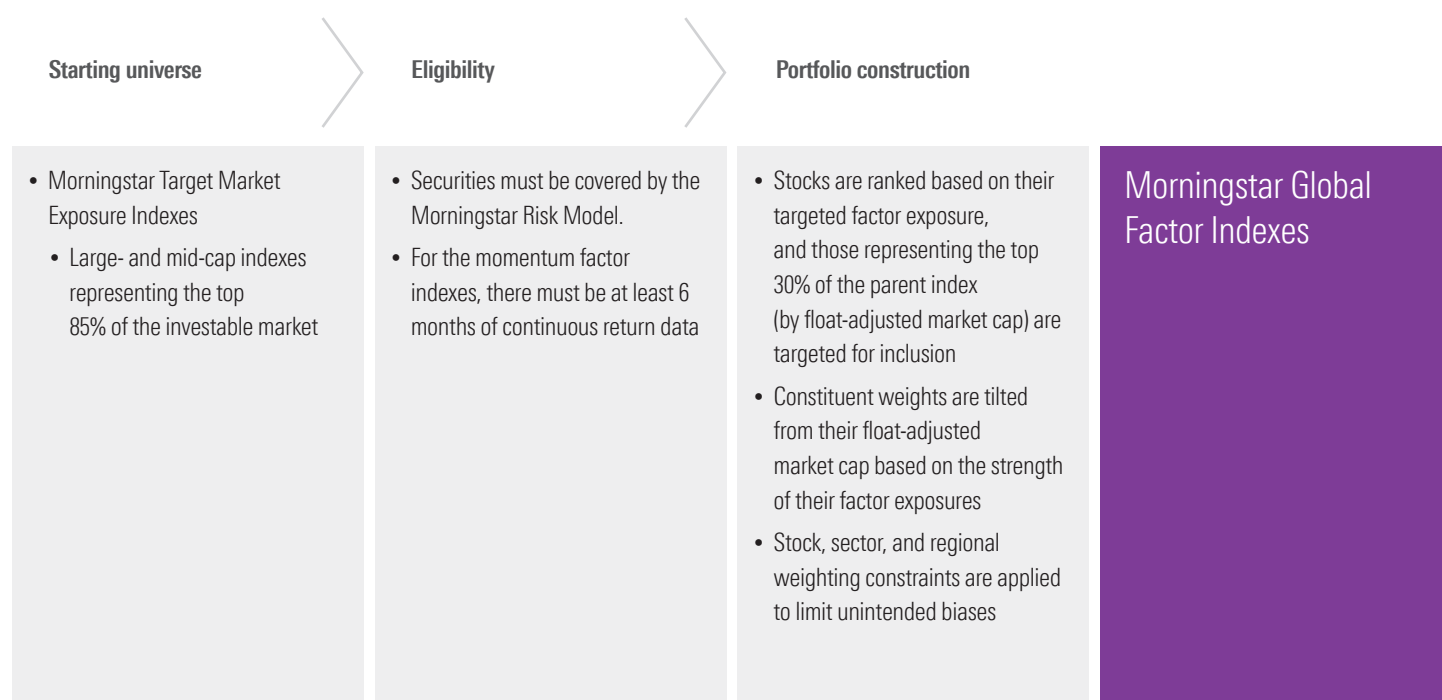 Starting universe
Eligibility
Portfolio construction
• Morningstar Target Market
Exposure Indexes
• Large- and mid-cap indexes
representing the top
85% of the investable market
• Securities must be covered by the
Morningstar Risk Model.
• For the momentum factor
indexes, there must be at least 6
months of continuous return data
• Stocks are ranked based on their
targeted factor exposure,
and those representing the top
30% of the parent index
(by float-adjusted market cap) are
targeted for inclusion
• Constituent weights are tilted
from their float-adjusted
market cap based on the strength
of their factor exposures
• Stock, sector, and regional
weighting constraints are applied
to limit unintended biases
Morningstar Global
Factor Indexes